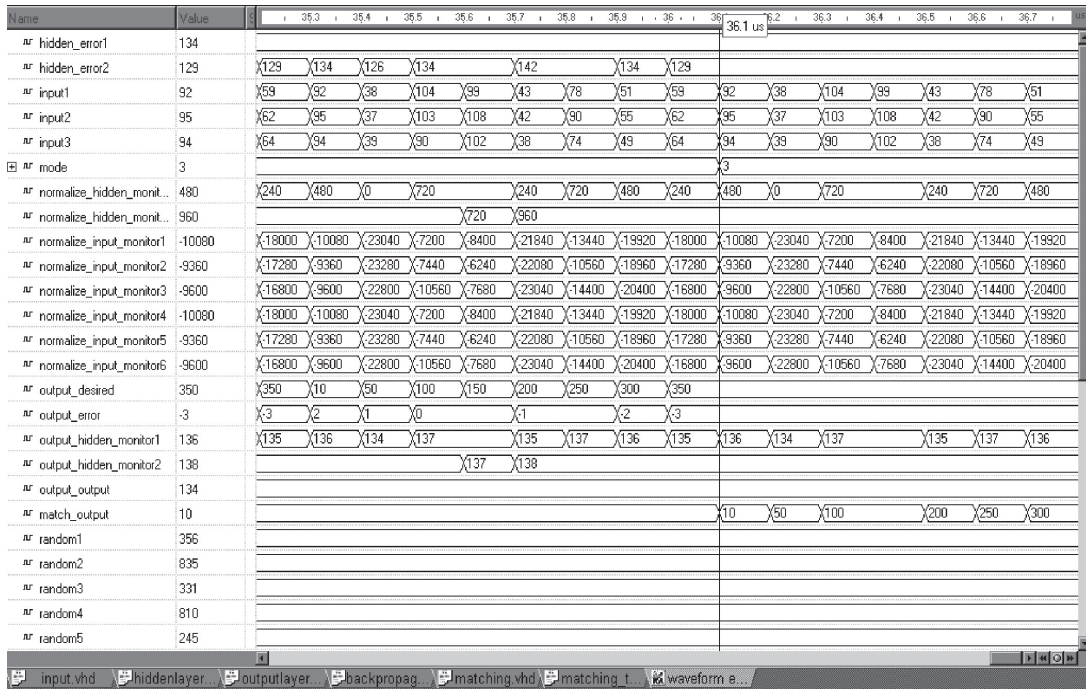 Name Value S 35.3 35.4 35.5 35.6 35.7 35.8 35.9 36 36.2 36.3 36.4 36.5 36.6 36.7 us
36.1 us
hidden_error1 134
hidden_error2 129 129 134 126 134 142 134 129
input1 92 59 92 38 104 99 43 78 51 59 92 38 104 99 43 78 51
input2 95 62 95 37 103 108 42 90 55 62 95 37 103 108 42 90 55
input3 94 64 94 39 90 102 38 74 49 64 94 39 90 102 38 74 49
mode 3 3
normalize_hidden_monit... 480 240 480 0 720 240 720 480 240 480 0 720 240 720 480
normalize_hidden_monit... 960 720 960
normalize_input_monitor1 -10080 -18000 -10080 -23040 -7200 -8400 -21840 -13440 -19920 -18000 -10080 -23040 -7200 -8400 -21840 -13440 -19920
normalize_input_monitor2 -9360 -17280 -9360 -23280 -7440 -6240 -22080 -10560 -18960 -17280 -9360 -23280 -7440 -6240 -22080 -10560 -18960
normalize_input_monitor3 -9600 -16800 -9600 -22800 -10560 -7680 -23040 -14400 -20400 -16800 -9600 -22800 -10560 -7680 -23040 -14400 -20400
normalize_input_monitor4 -10080 -18000 -10080 -23040 -7200 -8400 -21840 -13440 -19920 -18000 -10080 -23040 -7200 -8400 -21840 -13440 -19920
normalize_input_monitor5 -9360 -17280 -9360 -23280 -7440 -6240 -22080 -10560 -18960 -17280 -9360 -23280 -7440 -6240 -22080 -10560 -18960
normalize_input_monitor6 -9600 -16800 -9600 -22800 -10560 -7680 -23040 -14400 -20400 -16800 -9600 -22800 -10560 -7680 -23040 -14400 -20400
output_desired 350 350 10 50 100 150 200 250 300 350
output_error -3 -3 2 1 0 -1 -2 -3
output_hidden_monitor1 136 135 136 134 137 135 137 136 135 136 134 137 135 137 136
output_hidden_monitor2 138 137 138
output_output 134
match_output 10 10 50 100 200 250 300
random1 356
random2 835
random3 331
random4 810
random5 245
input.vhd hiddenlayer... outputlayer... backpropag... matching.vhd matching_t... waveform e...